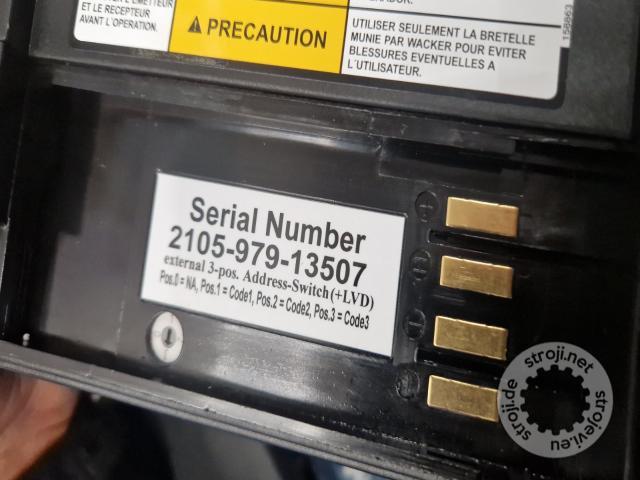 ET LE RECEPTEUR
AVANT L'OPERATION.
PRECAUTION
UTILISER SEULEMENT LA BRETELLE
MUNIE PAR WACKER POUR EVITER
BLESSURES EVENTUELLES A
L´UTILISATEUR.
Serial Number
2105-979-13507
external 3-pos. Address-Switch (+LVD)
Pos.0 = NA, Pos.1 = Code1, Pos.2 = Code2, Pos.3 = Code3
stroji.net
stroji.de
strojevi.eu